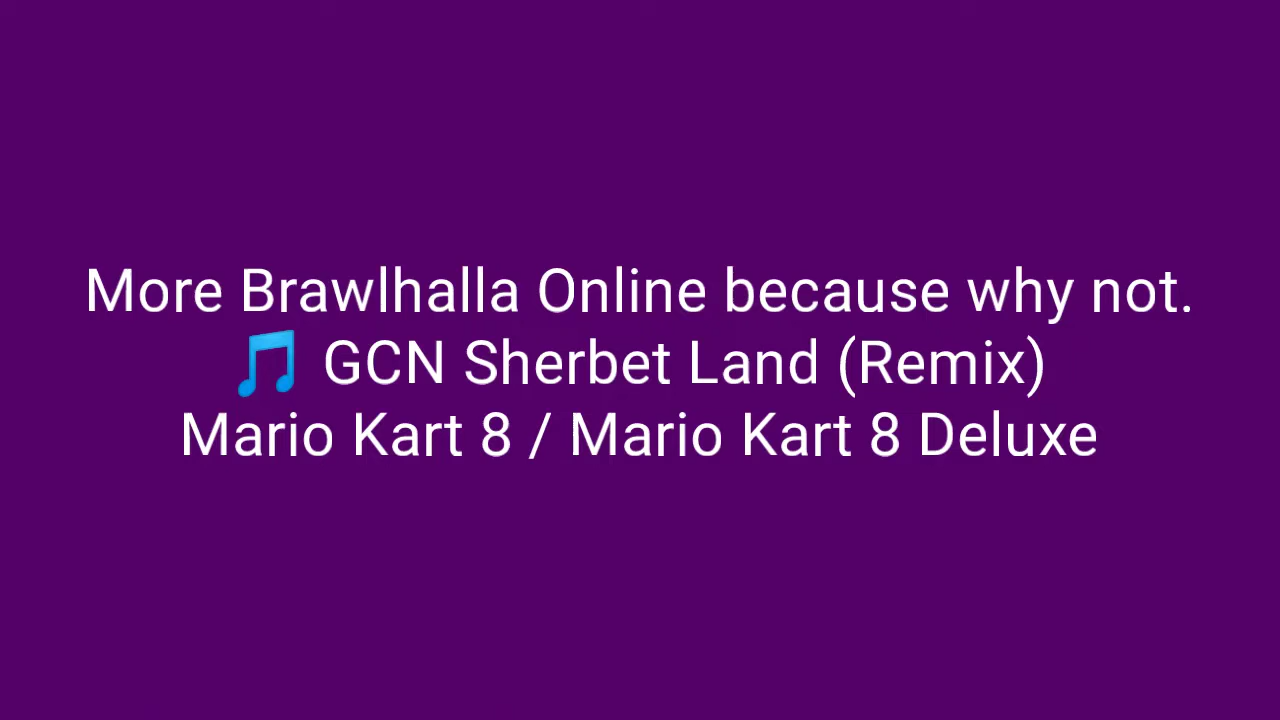 More Brawlhalla Online because why not.
🎵 GCN Sherbet Land (Remix)
Mario Kart 8 / Mario Kart 8 Deluxe